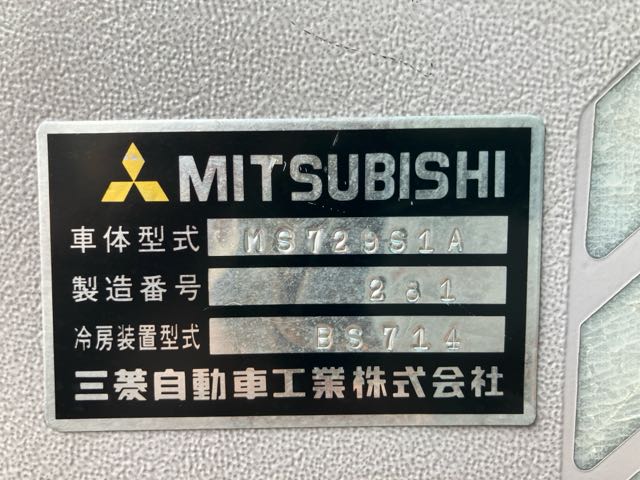 MITSUBISHI
車体型式 MS729S1A
製造番号 281
冷房装置型式 BS714
三菱自動車工業株式会社